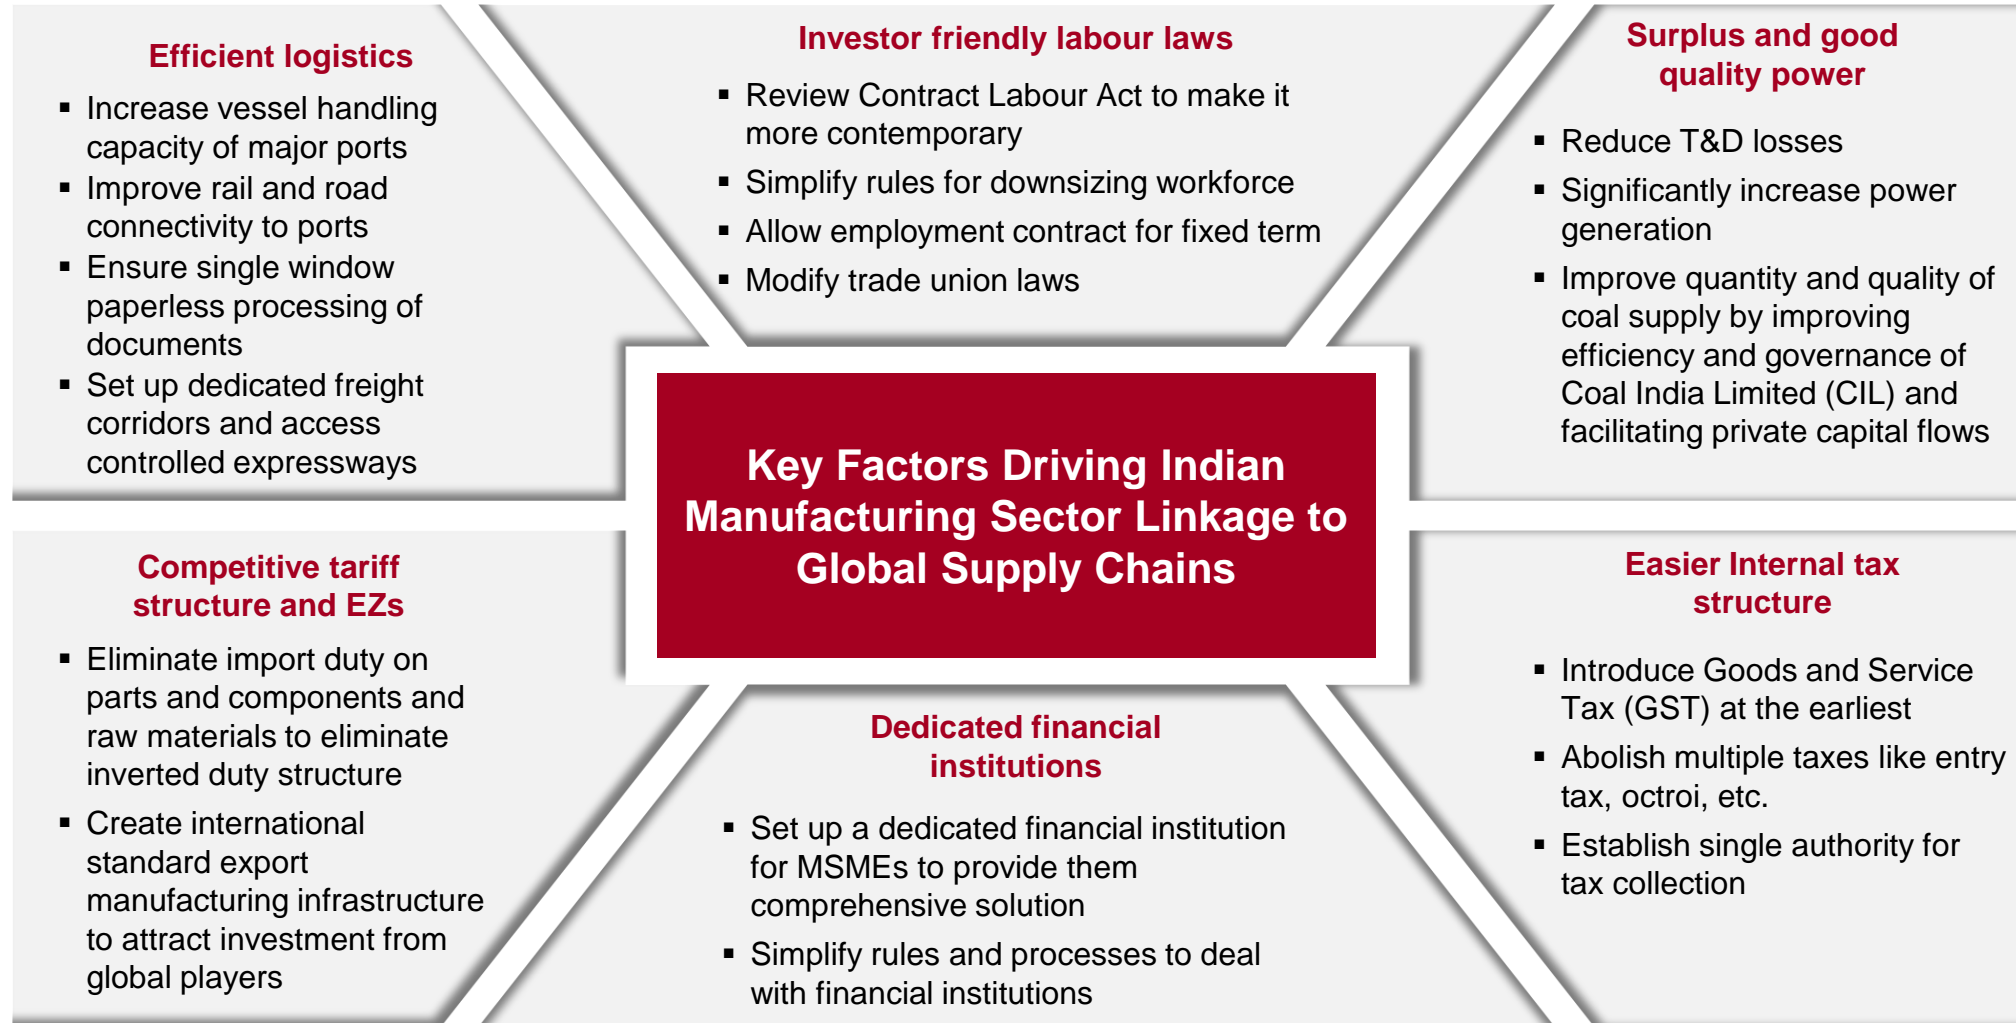 Efficient logistics
▪ Increase vessel handling
capacity of major ports
▪ Improve rail and road
connectivity to ports
▪ Ensure single window
paperless processing of
documents
▪ Set up dedicated freight
corridors and access
controlled expressways
Investor friendly labour laws
▪ Review Contract Labour Act to make it
more contemporary
▪ Simplify rules for downsizing workforce
▪ Allow employment contract for fixed term
▪ Modify trade union laws
Surplus and good
quality power
▪ Reduce T&D losses
▪ Significantly increase power
generation
▪ Improve quantity and quality of
coal supply by improving
efficiency and governance of
Coal India Limited (CIL) and
facilitating private capital flows
Key Factors Driving Indian
Manufacturing Sector Linkage to
Global Supply Chains
Competitive tariff
structure and EZs
▪ Eliminate import duty on
parts and components and
raw materials to eliminate
inverted duty structure
▪ Create international
standard export
manufacturing infrastructure
to attract investment from
global players
Dedicated financial
institutions
▪ Set up a dedicated financial institution
for MSMEs to provide them
comprehensive solution
▪ Simplify rules and processes to deal
with financial institutions
Easier Internal tax
structure
▪ Introduce Goods and Service
Tax (GST) at the earliest
▪ Abolish multiple taxes like entry
tax, octroi, etc.
▪ Establish single authority for
tax collection